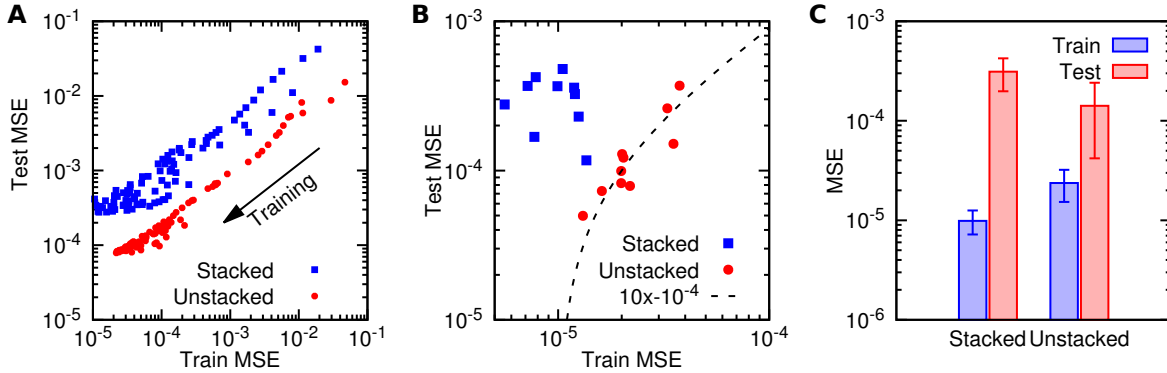 A
Test MSE
10⁻¹
10⁻²
10⁻³
10⁻⁴
10⁻⁵
Training
Stacked
Unstacked
10⁻⁵ 10⁻⁴ 10⁻³ 10⁻² 10⁻¹
Train MSE
B
Test MSE
10⁻³
10⁻⁴
10⁻⁵
Stacked
Unstacked
10x-10⁻⁴
10⁻⁵ 10⁻⁴
Train MSE
C
MSE
10⁻³
10⁻⁴
10⁻⁵
10⁻⁶
Train
Test
Stacked Unstacked